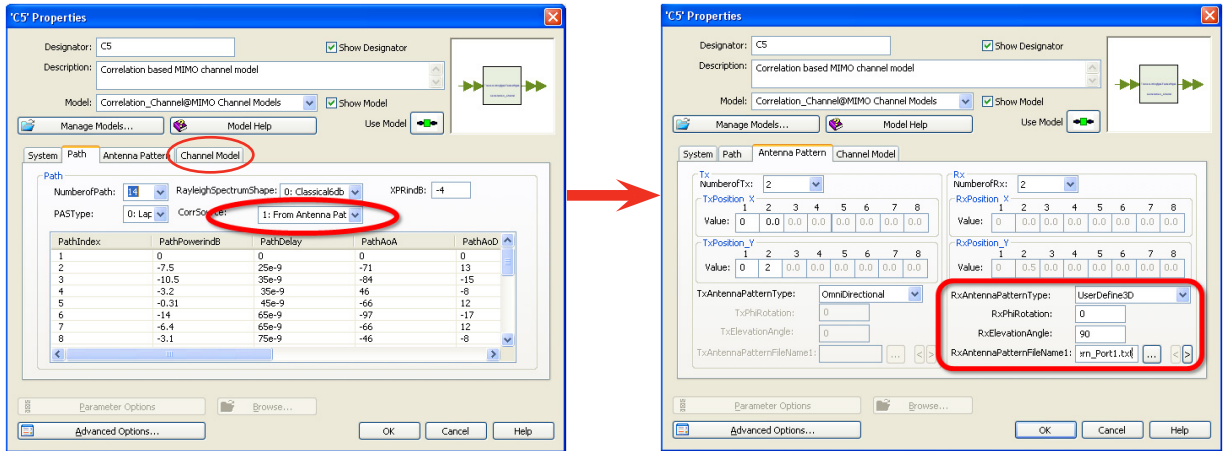 'C5' Properties
Designator: C5
Show Designator
Description: Correlation based MIMO channel model
Model: Correlation_Channel@MIMO Channel Models
Show Model
Manage Models...
Model Help
Use Model
System Path Antenna Pattern Channel Model
Path
NumberofPath: 14 RayleighSpectrumShape: 0: Classical6db XPRindB: -4
PASType: 0: Lap CorrSource: 1: From Antenna Pat
PathIndex PathPowerindB PathDelay PathAoA PathAoD
1 0 0 0 0
2 -7.5 25e-9 -71 13
3 -10.5 35e-9 -84 -15
4 -3.2 35e-9 46 -8
5 -0.31 45e-9 -66 12
6 -14 65e-9 -97 -17
7 -6.4 65e-9 -66 12
8 -3.1 75e-9 -46 -8
Parameter Options
Browse...
Advanced Options...
OK
Cancel
Help
'C5' Properties
Designator: C5
Show Designator
Description: Correlation based MIMO channel model
Model: Correlation_Channel@MIMO Channel Models
Show Model
Manage Models...
Model Help
Use Model
System Path Antenna Pattern Channel Model
Tx
NumberofTx: 2
TxPosition_X
1 2 3 4 5 6 7 8
Value: 0 0.0 0.0 0.0 0.0 0.0 0.0 0.0
TxPosition_Y
1 2 3 4 5 6 7 8
Value: 0 2 0.0 0.0 0.0 0.0 0.0 0.0
TxAntennaPatternType: OmniDirectional
TxPhiRotation: 0
TxElevationAngle: 0
TxAntennaPatternFileName1: ... < >
Rx
NumberofRx: 2
RxPosition_X
1 2 3 4 5 6 7 8
Value: 0 0.0 0.0 0.0 0.0 0.0 0.0 0.0
RxPosition_Y
1 2 3 4 5 6 7 8
Value: 0 0.5 0.0 0.0 0.0 0.0 0.0 0.0
RxAntennaPatternType: UserDefine3D
RxPhiRotation: 0
RxElevationAngle: 90
RxAntennaPatternFileName1: ern_Port1.txt ... < >
Parameter Options
Browse...
Advanced Options...
OK
Cancel
Help